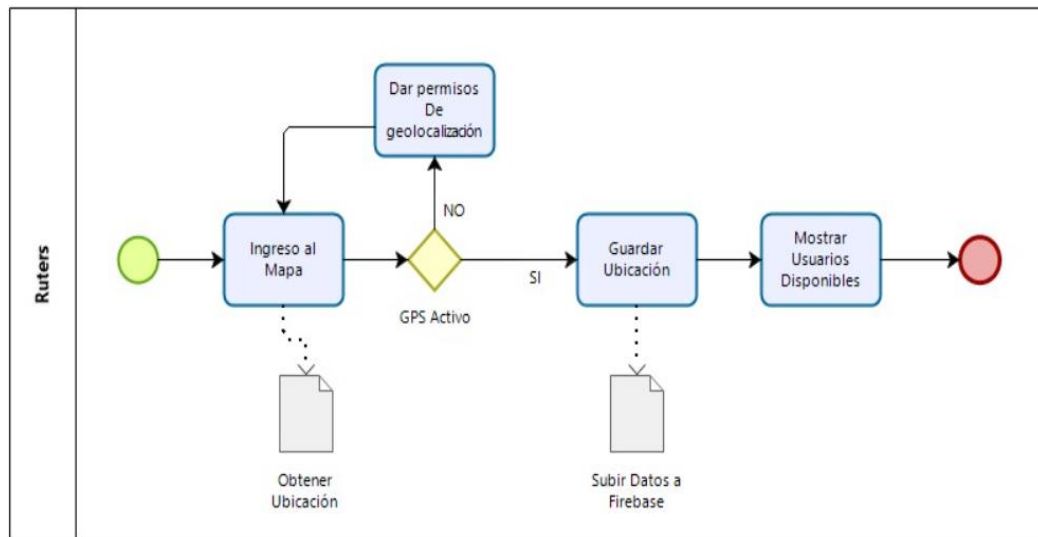 Ruters
Dar permisos
De
geolocalización
NO
Ingreso al
Mapa
GPS Activo
SI
Guardar
Ubicación
Mostrar
Usuarios
Disponibles
Obtener
Ubicación
Subir Datos a
Firebase